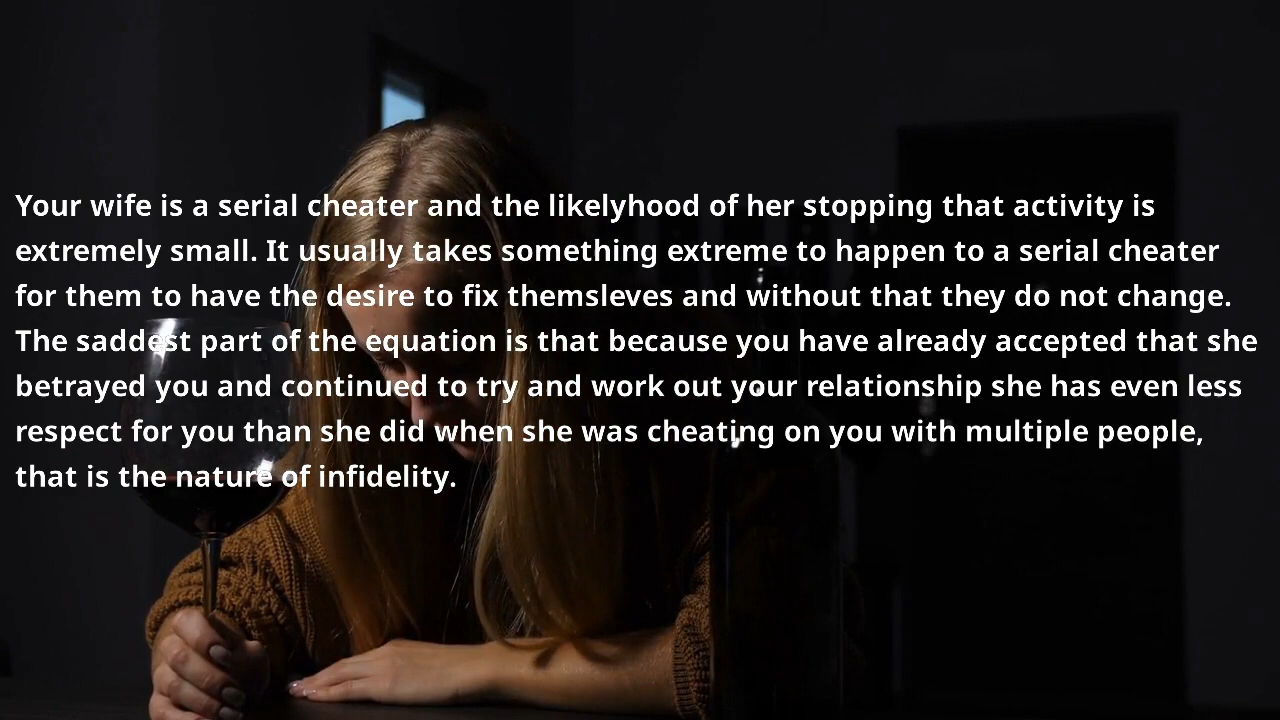 Your wife is a serial cheater and the likelyhood of her stopping that activity is
extremely small. It usually takes something extreme to happen to a serial cheater
for them to have the desire to fix themsleves and without that they do not change.
The saddest part of the equation is that because you have already accepted that she
betrayed you and continued to try and work out your relationship she has even less
respect for you than she did when she was cheating on you with multiple people,
that is the nature of infidelity.